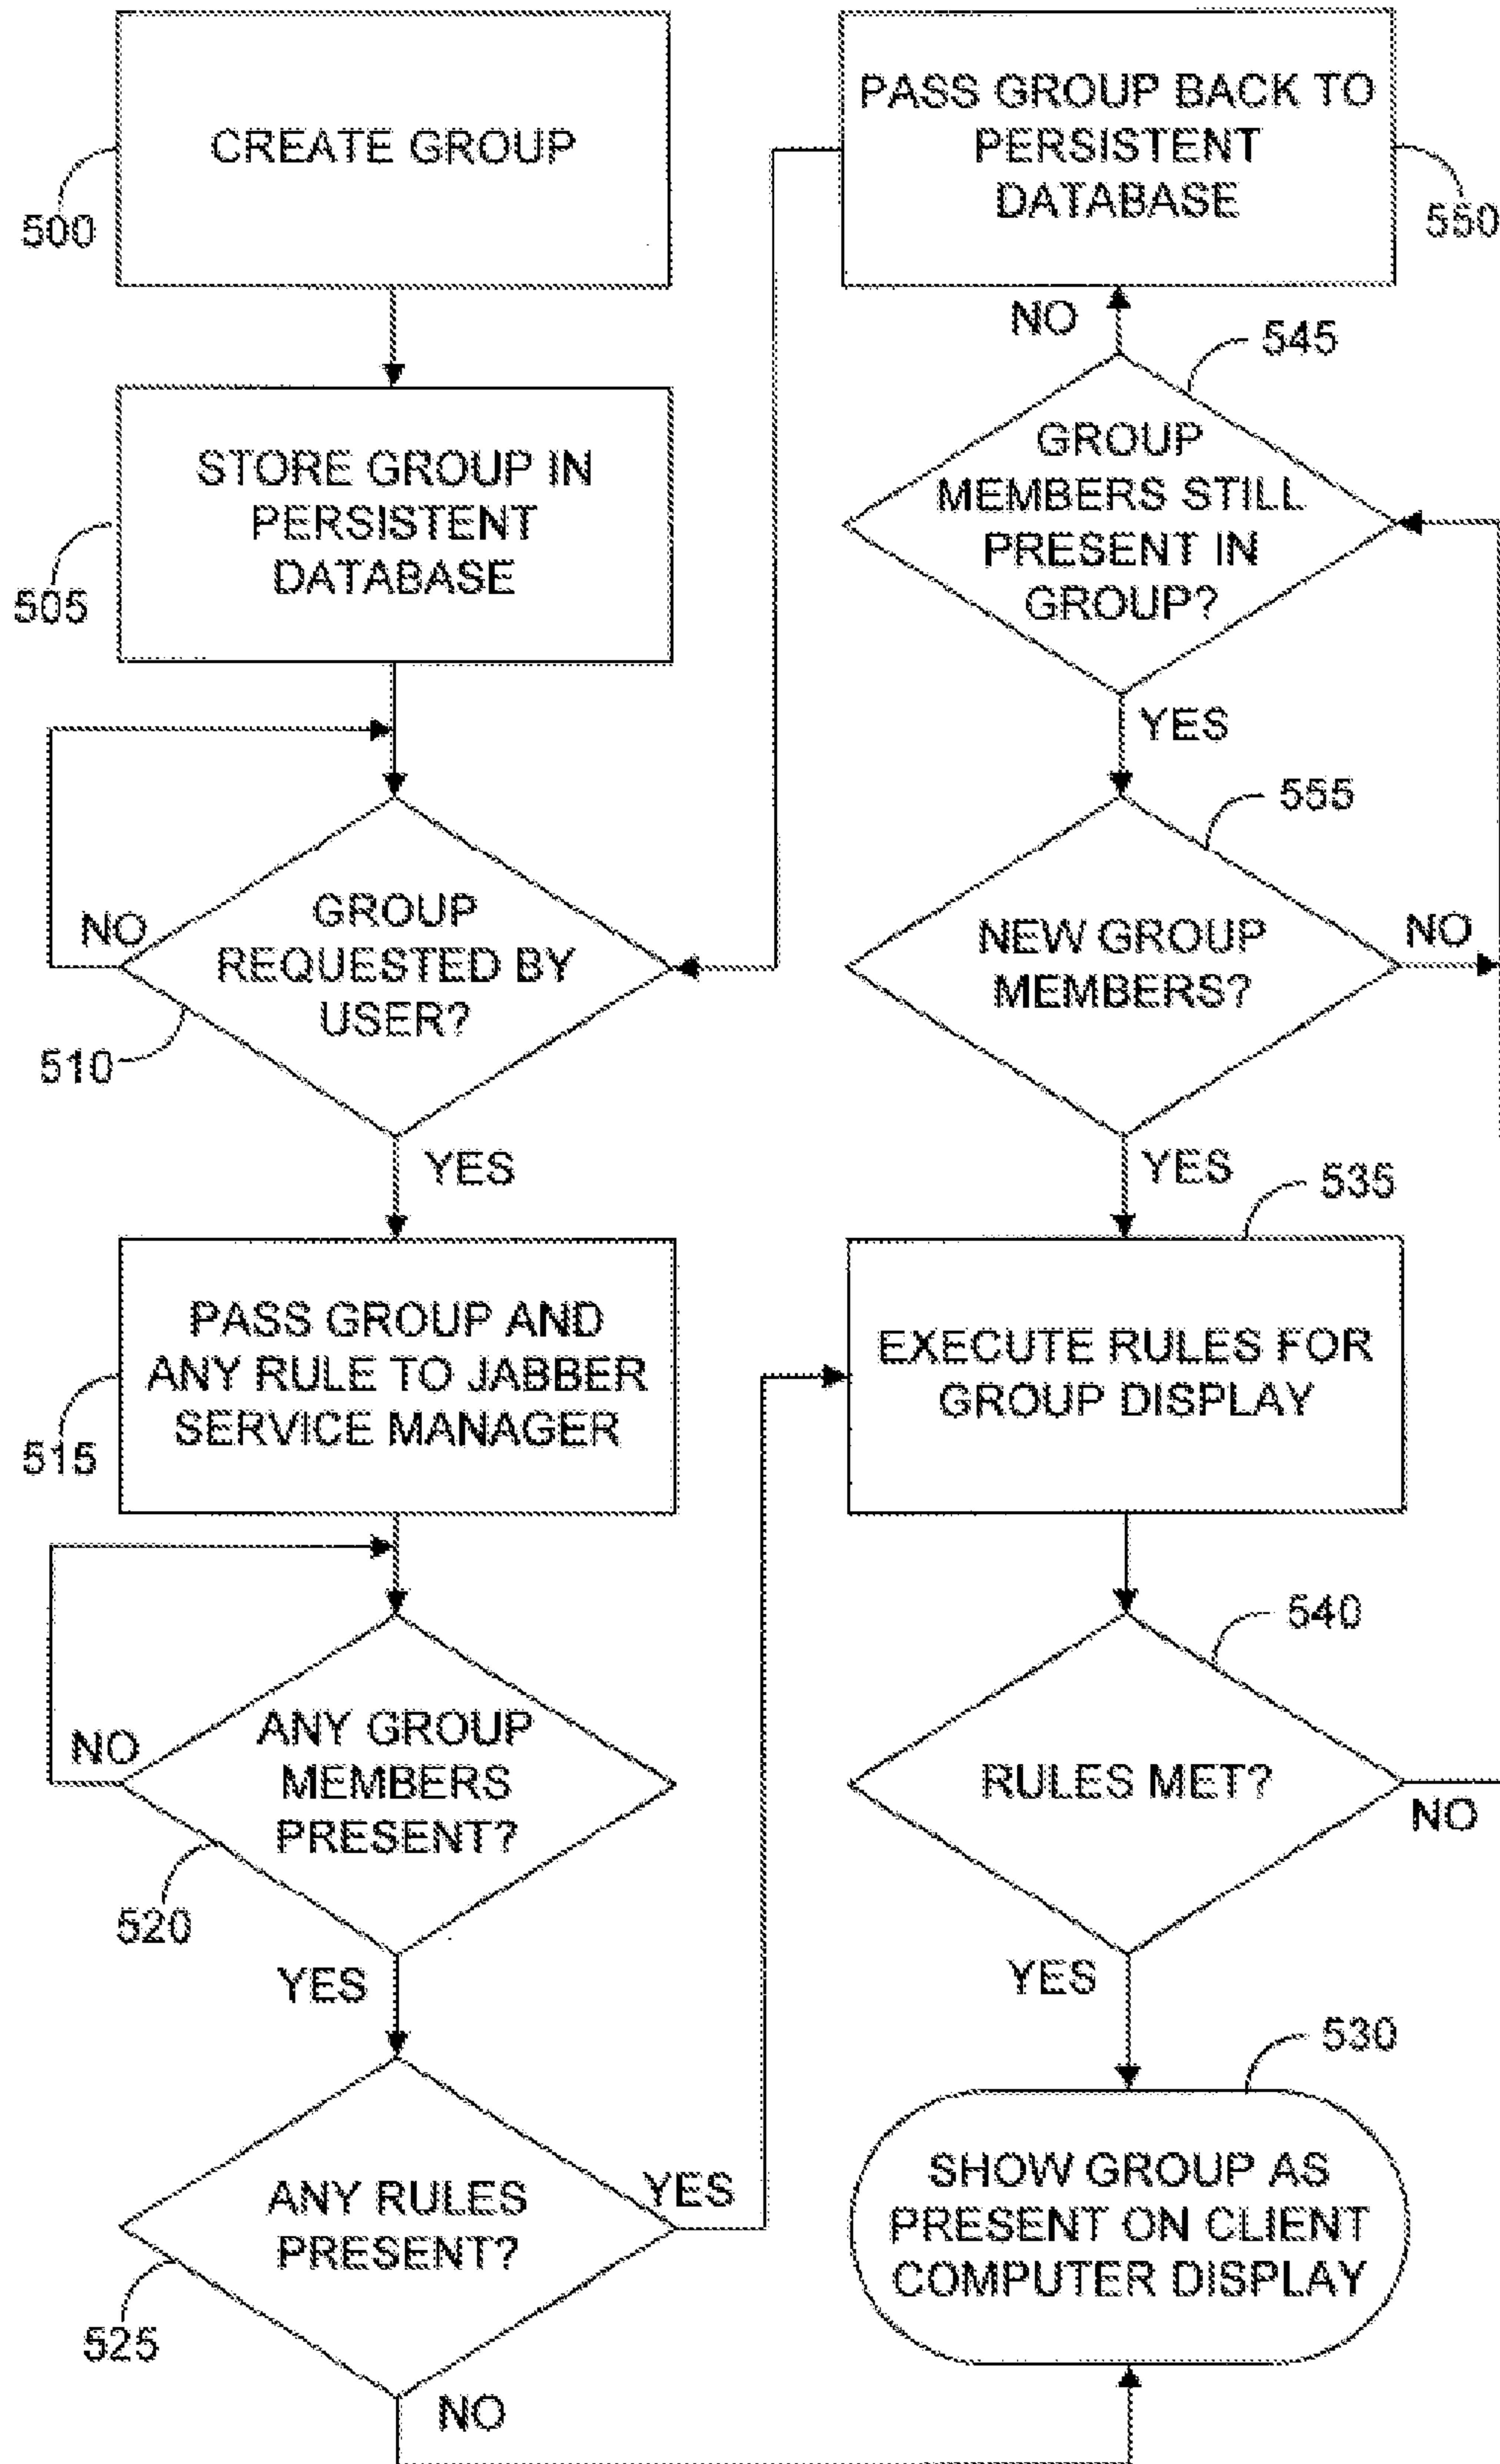 CREATE GROUP
500
STORE GROUP IN
PERSISTENT
DATABASE
505
GROUP
REQUESTED BY
USER?
NO
510
YES
PASS GROUP AND
ANY RULE TO JABBER
SERVICE MANAGER
515
ANY GROUP
MEMBERS
PRESENT?
NO
520
YES
ANY RULES
PRESENT?
YES
525
NO
PASS GROUP BACK TO
PERSISTENT
DATABASE
550
NO
545
GROUP
MEMBERS STILL
PRESENT IN
GROUP?
YES
555
NEW GROUP
MEMBERS?
NO
YES
535
EXECUTE RULES FOR
GROUP DISPLAY
540
RULES MET?
NO
YES
530
SHOW GROUP AS
PRESENT ON CLIENT
COMPUTER DISPLAY